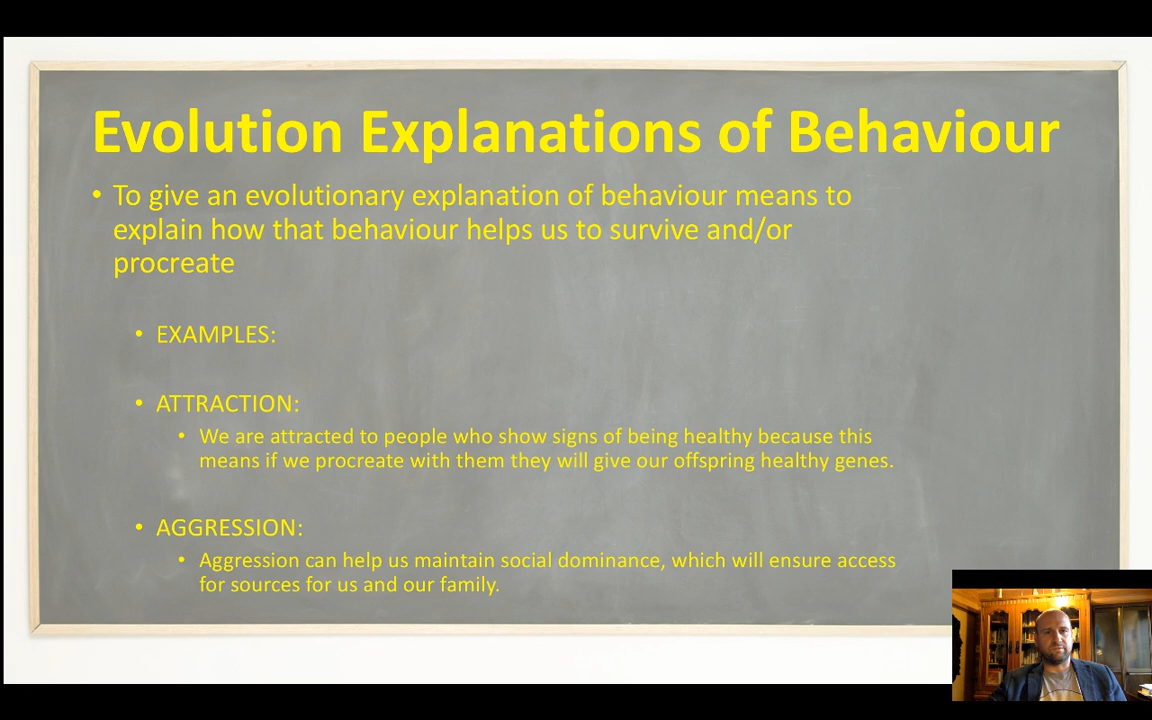 Evolution Explanations of Behaviour
• To give an evolutionary explanation of behaviour means to
explain how that behaviour helps us to survive and/or
procreate
• EXAMPLES:
• ATTRACTION:
• We are attracted to people who show signs of being healthy because this
means if we procreate with them they will give our offspring healthy genes.
• AGGRESSION:
• Aggression can help us maintain social dominance, which will ensure access
for sources for us and our family.